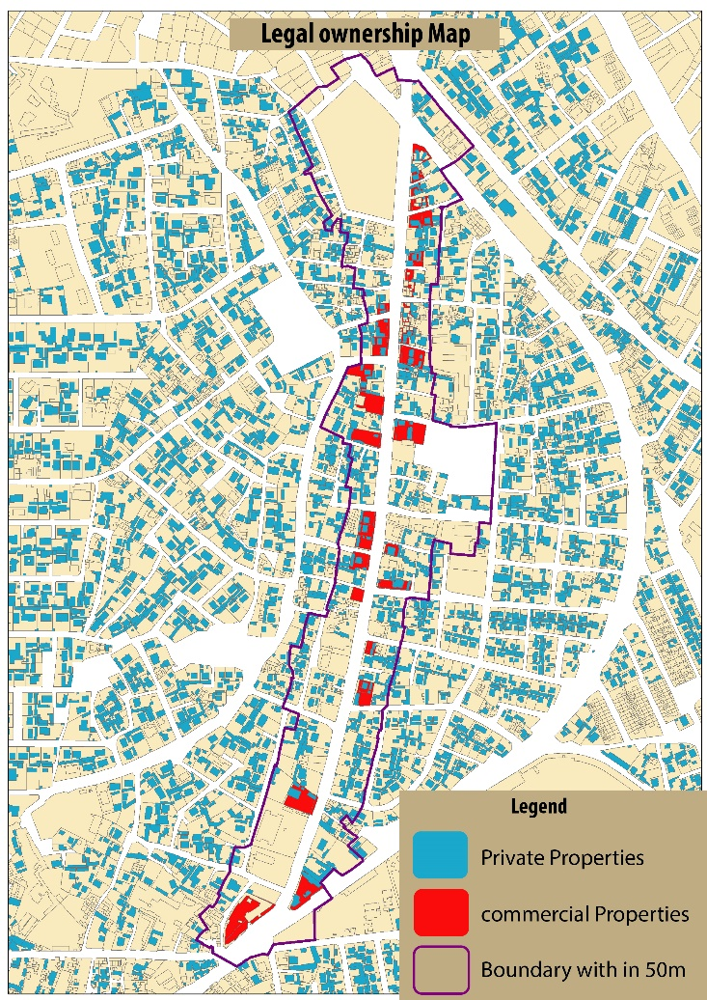 Legal ownership Map
Legend
Private Properties
commercial Properties
Boundary with in 50m